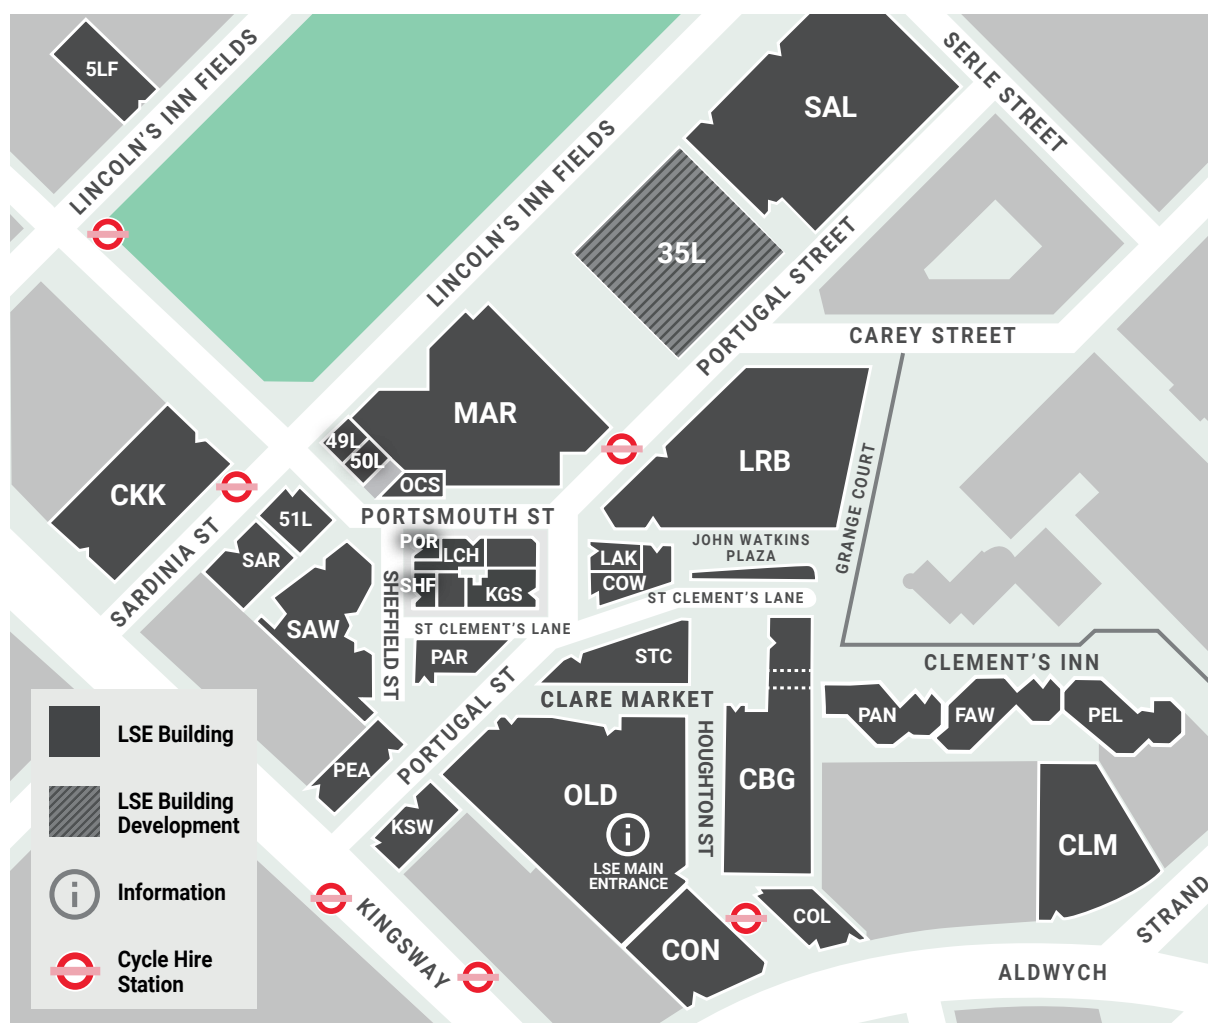 5LF
LINCOLN'S INN FIELDS
SAL
SERLE STREET
LINCOLN'S INN FIELDS
35L
PORTUGAL STREET
CAREY STREET
MAR
49L
50L
OCS
LRB
GRANGE COURT
CKK
SARDINIA ST
51L
SAR
PORTSMOUTH ST
POR
LCH
SHF
KGS
SHEFFIELD ST
LAK
COW
JOHN WATKINS
PLAZA
ST CLEMENT'S LANE
SAW
ST CLEMENT'S LANE
PAR
STC
CLARE MARKET
CLEMENT'S INN
PAN
FAW
PEL
PEA
PORTUGAL ST
HOUGHTON ST
KSW
OLD
LSE MAIN
ENTRANCE
CBG
CLM
COL
CON
KINGSWAY
STRAND
ALDWYCH
LSE Building
LSE Building
Development
i
Information
Cycle Hire
Station
i